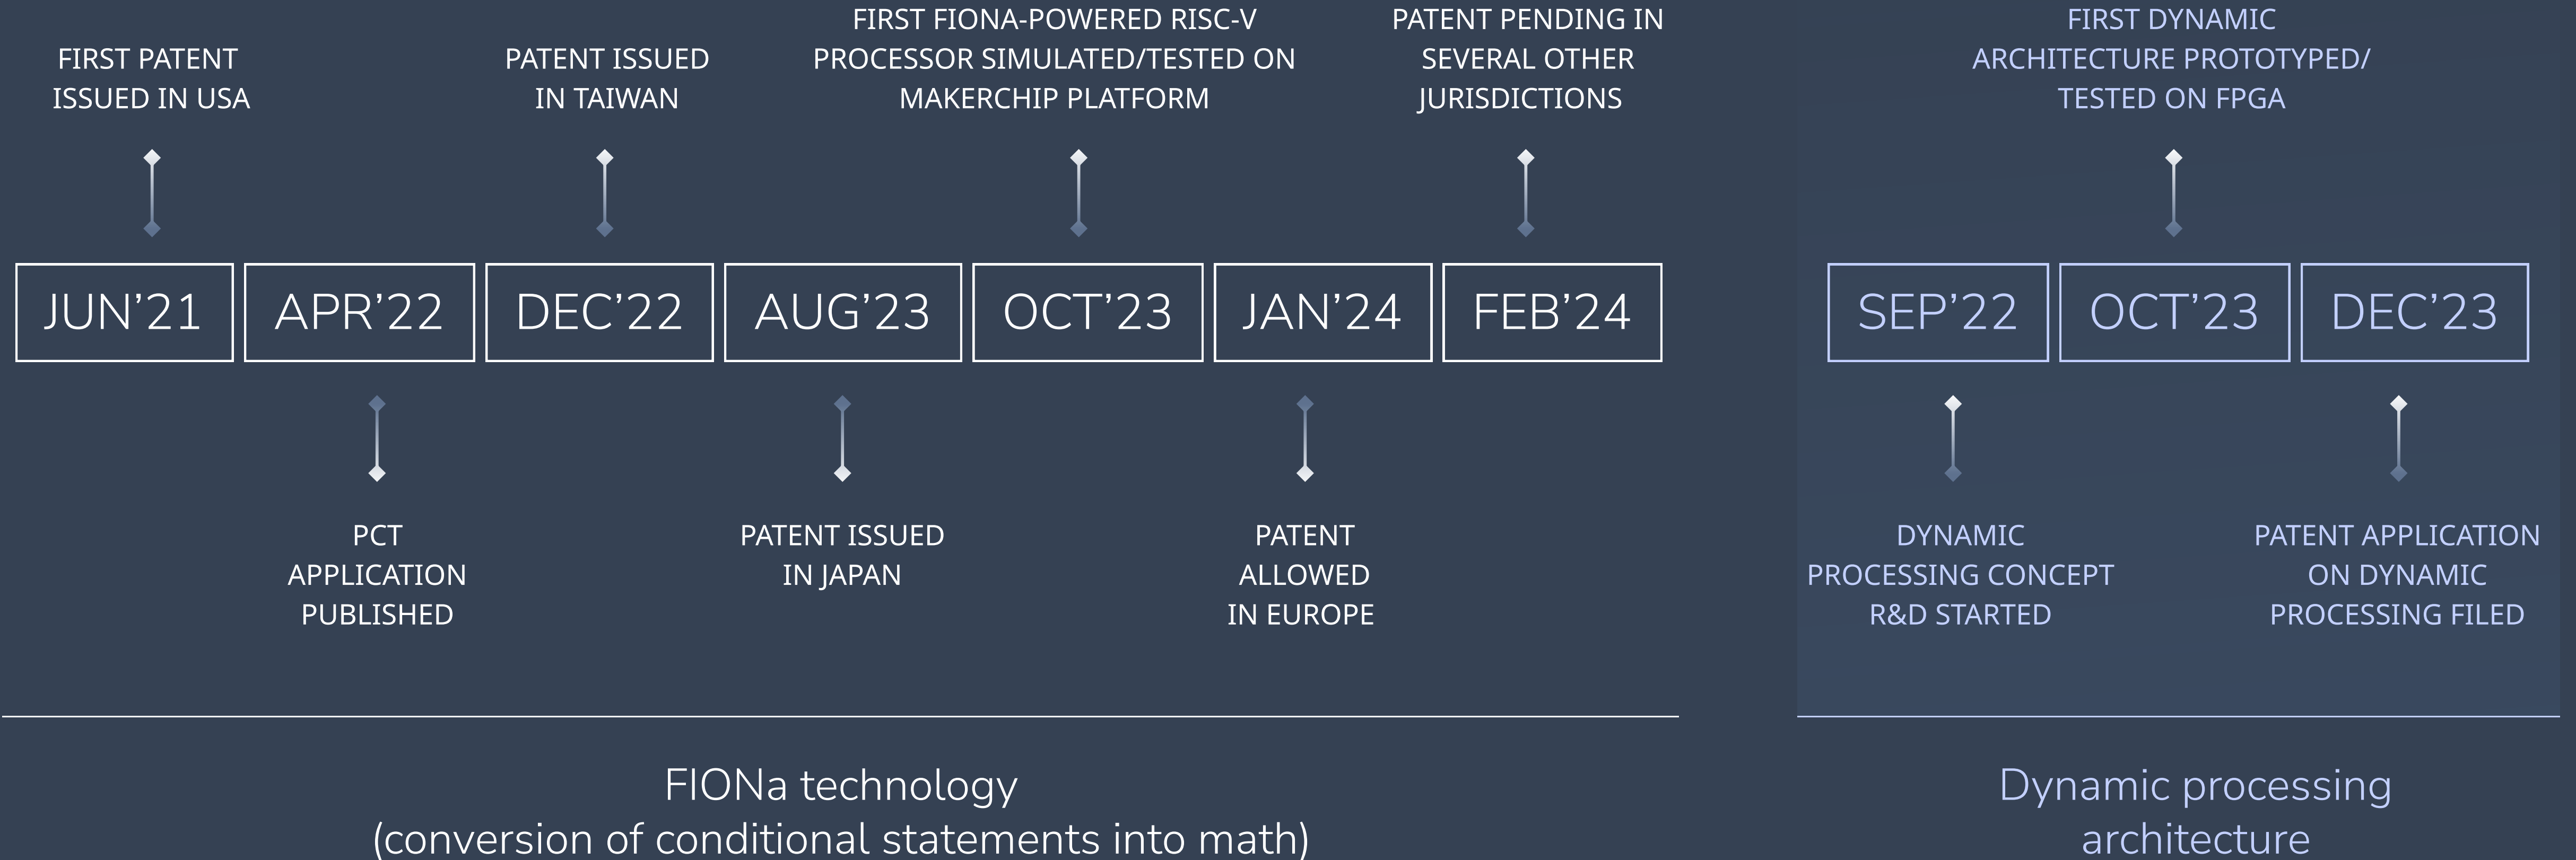 FIRST PATENT
ISSUED IN USA
PATENT ISSUED
IN TAIWAN
FIRST FIONA-POWERED RISC-V
PROCESSOR SIMULATED/TESTED ON
MAKERCHIP PLATFORM
PATENT PENDING IN
SEVERAL OTHER
JURISDICTIONS
JUN’21
APR’22
DEC’22
AUG’23
OCT’23
JAN’24
FEB’24
PCT
APPLICATION
PUBLISHED
PATENT ISSUED
IN JAPAN
PATENT
ALLOWED
IN EUROPE
FIONa technology
(conversion of conditional statements into math)
FIRST DYNAMIC
ARCHITECTURE PROTOTYPED/
TESTED ON FPGA
SEP’22
OCT’23
DEC’23
DYNAMIC
PROCESSING CONCEPT
R&D STARTED
PATENT APPLICATION
ON DYNAMIC
PROCESSING FILED
Dynamic processing
architecture